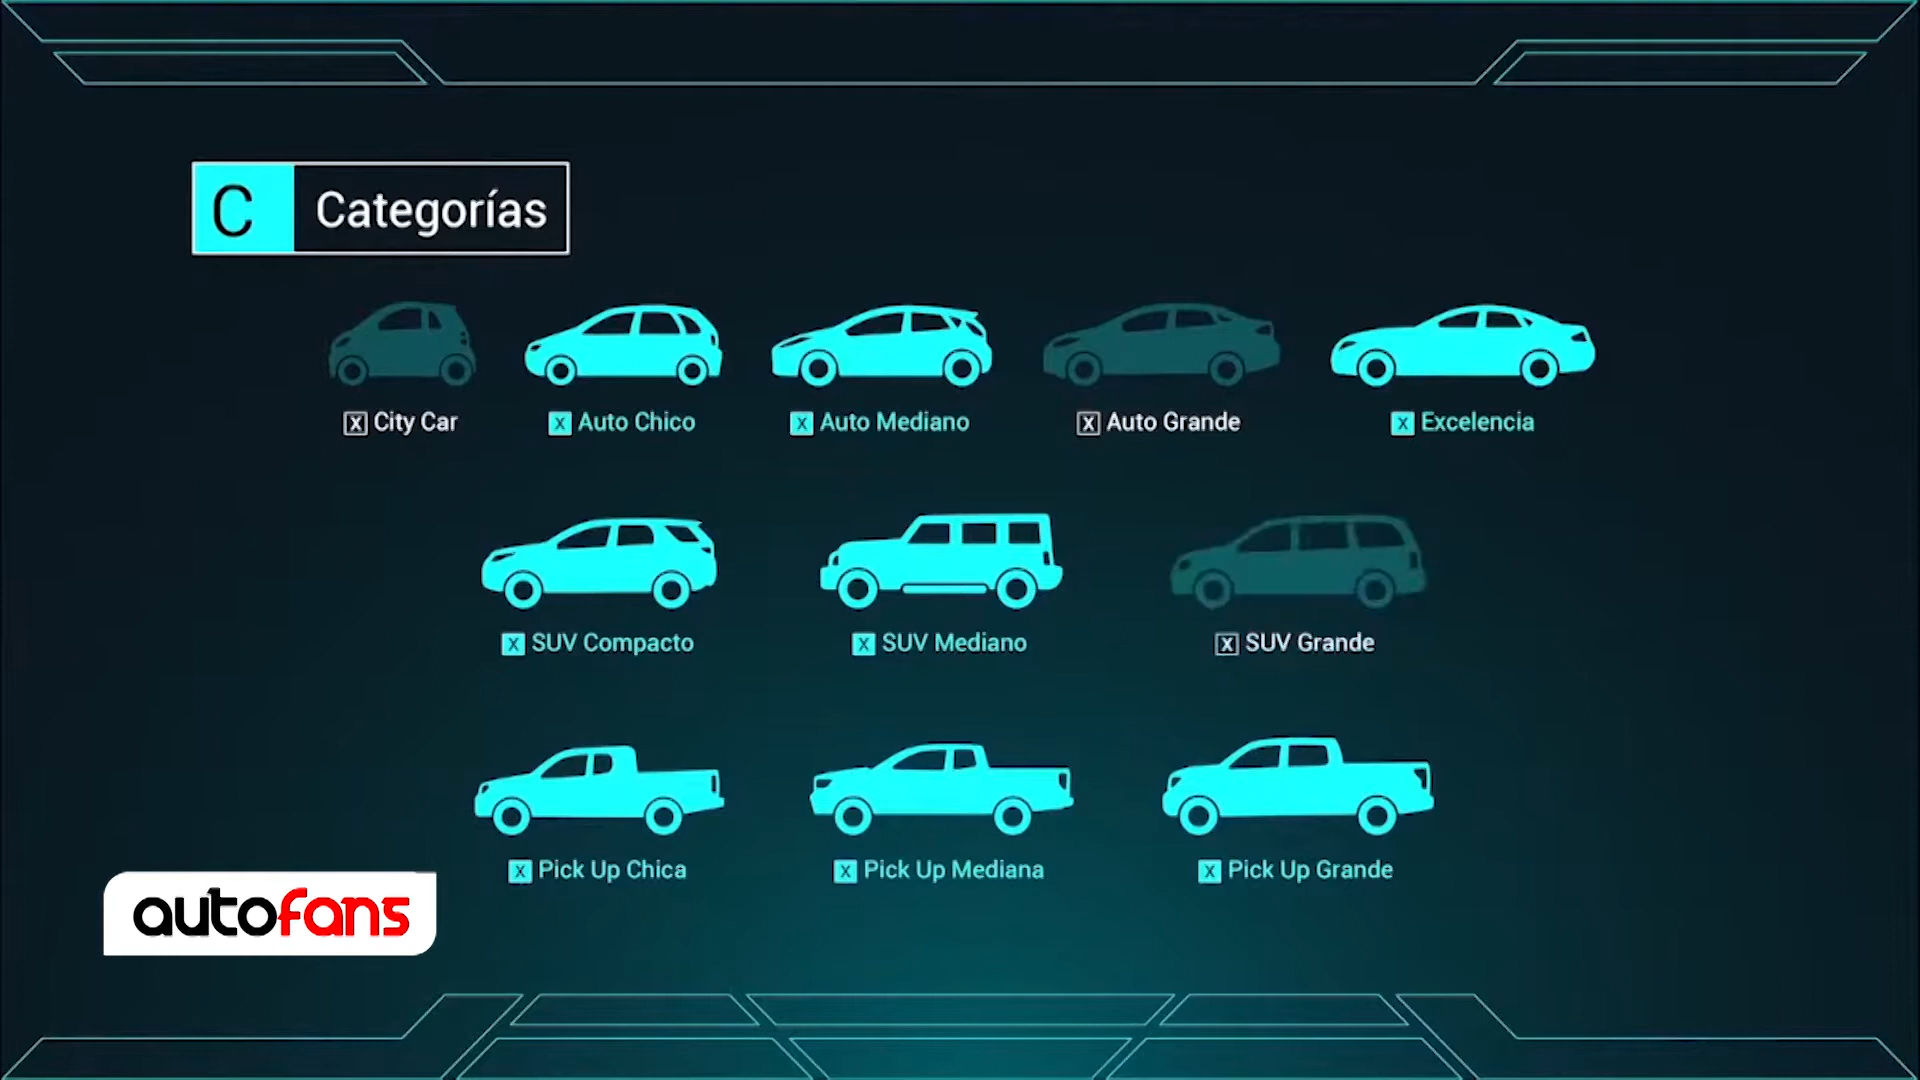 C Categorías
X City Car
X Auto Chico
X Auto Mediano
X Auto Grande
X Excelencia
X SUV Compacto
X SUV Mediano
X SUV Grande
X Pick Up Chica
X Pick Up Mediana
X Pick Up Grande
autofans